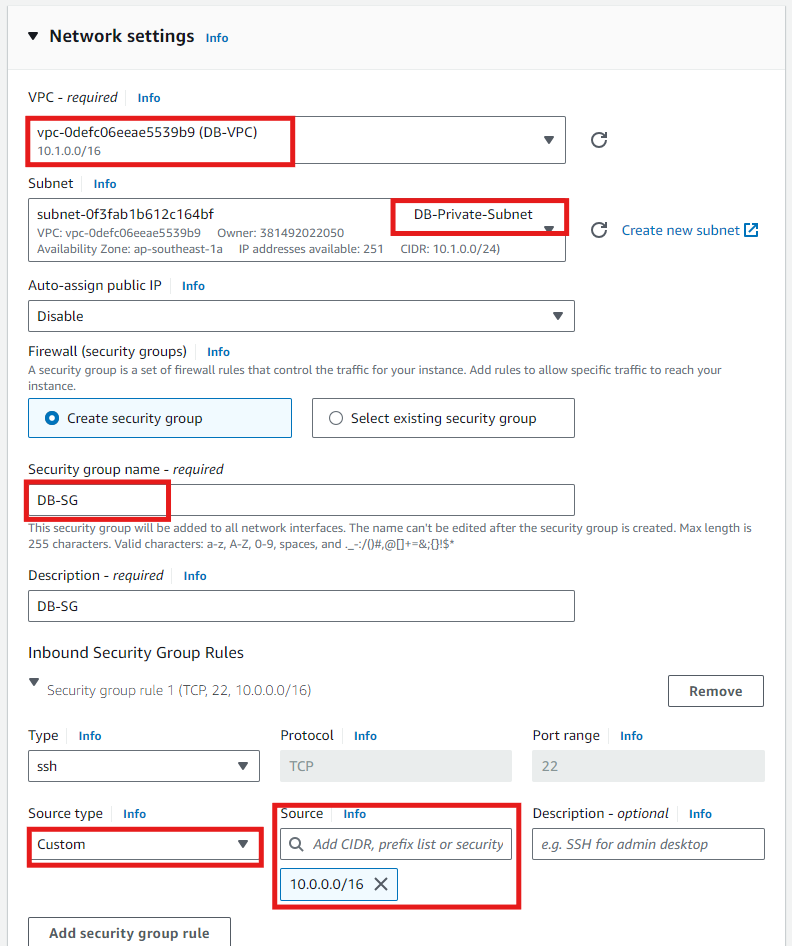 Network settings Info
VPC - required Info
vpc-0defc06eeae5539b9 (DB-VPC)
10.1.0.0/16
Subnet Info
subnet-0f3fab1b612c164bf DB-Private-Subnet
VPC: vpc-0defc06eeae5539b9 Owner: 381492022050
Availability Zone: ap-southeast-1a IP addresses available: 251 CIDR: 10.1.0.0/24)
Create new subnet
Auto-assign public IP Info
Disable
Firewall (security groups) Info
A security group is a set of firewall rules that control the traffic for your instance. Add rules to allow specific traffic to reach your
instance.
Create security group
Select existing security group
Security group name - required
DB-SG
This security group will be added to all network interfaces. The name can't be edited after the security group is created. Max length is
255 characters. Valid characters: a-z, A-Z, 0-9, spaces, and ._-:/()#,@[]+=&;{}!$*
Description - required Info
DB-SG
Inbound Security Group Rules
Security group rule 1 (TCP, 22, 10.0.0.0/16)
Remove
Type Info
Protocol Info
Port range Info
ssh
TCP
22
Source type Info
Source Info
Description - optional Info
Custom
Add CIDR, prefix list or security
e.g. SSH for admin desktop
10.0.0.0/16
Add security group rule